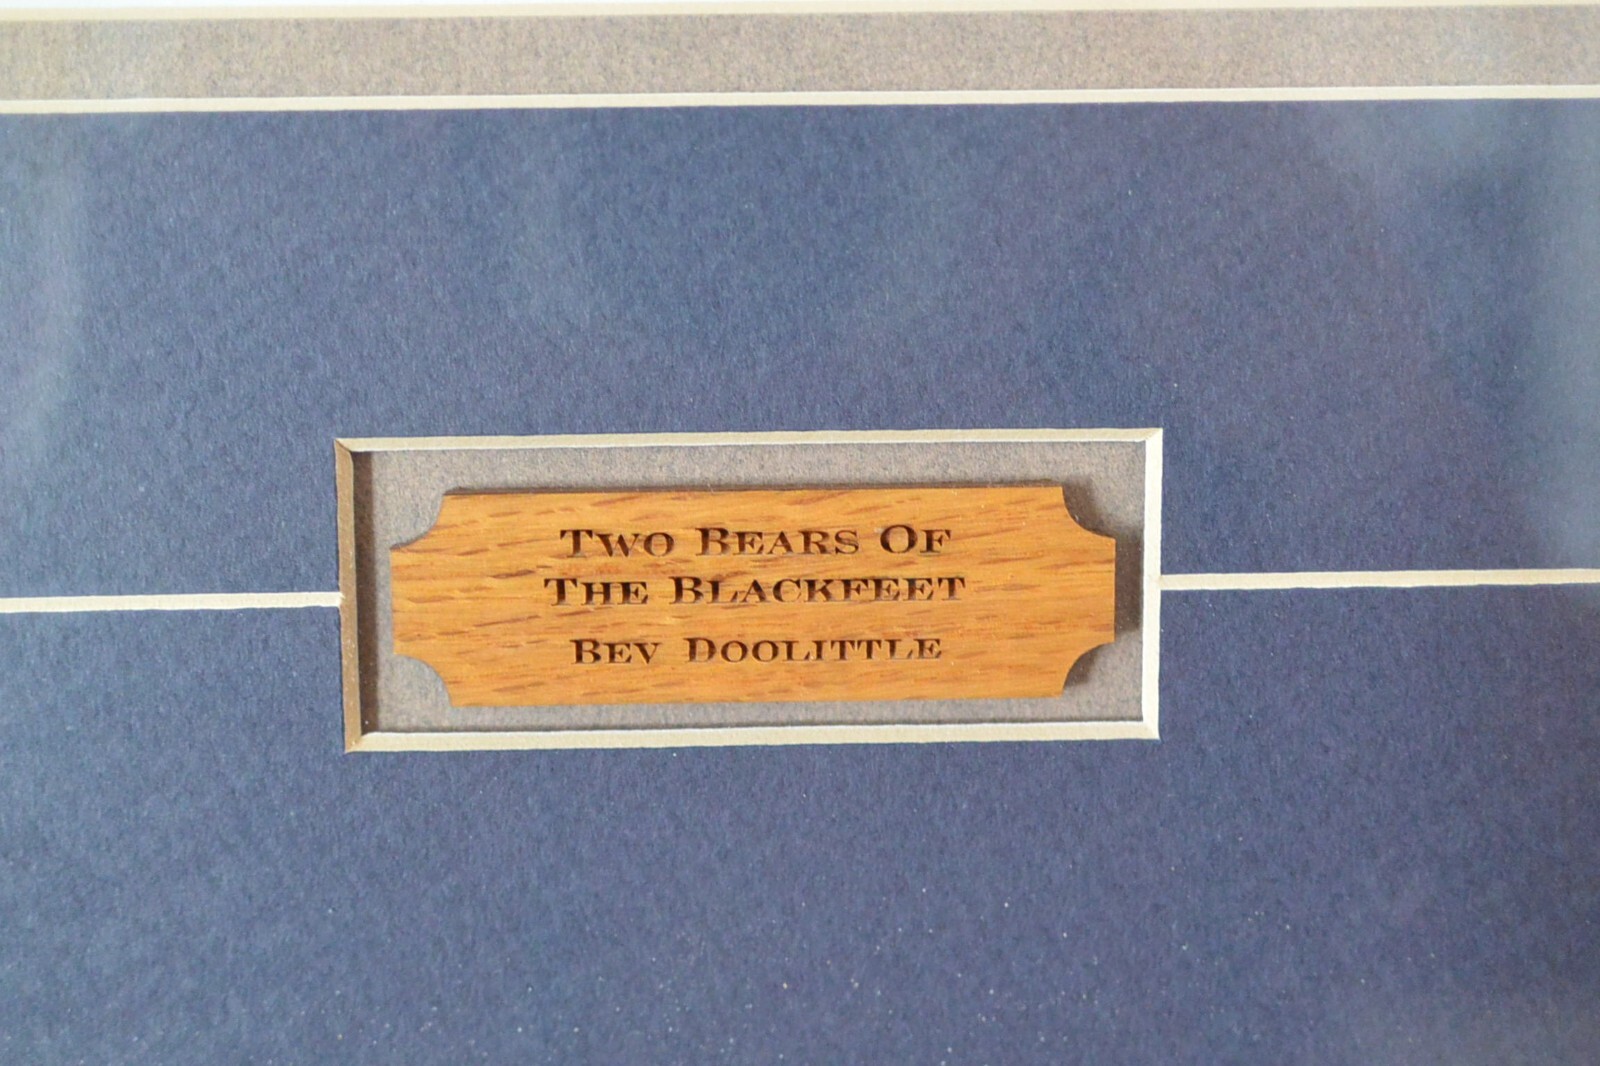 Two Bears Of
The Blackfeet
Bev Doolittle